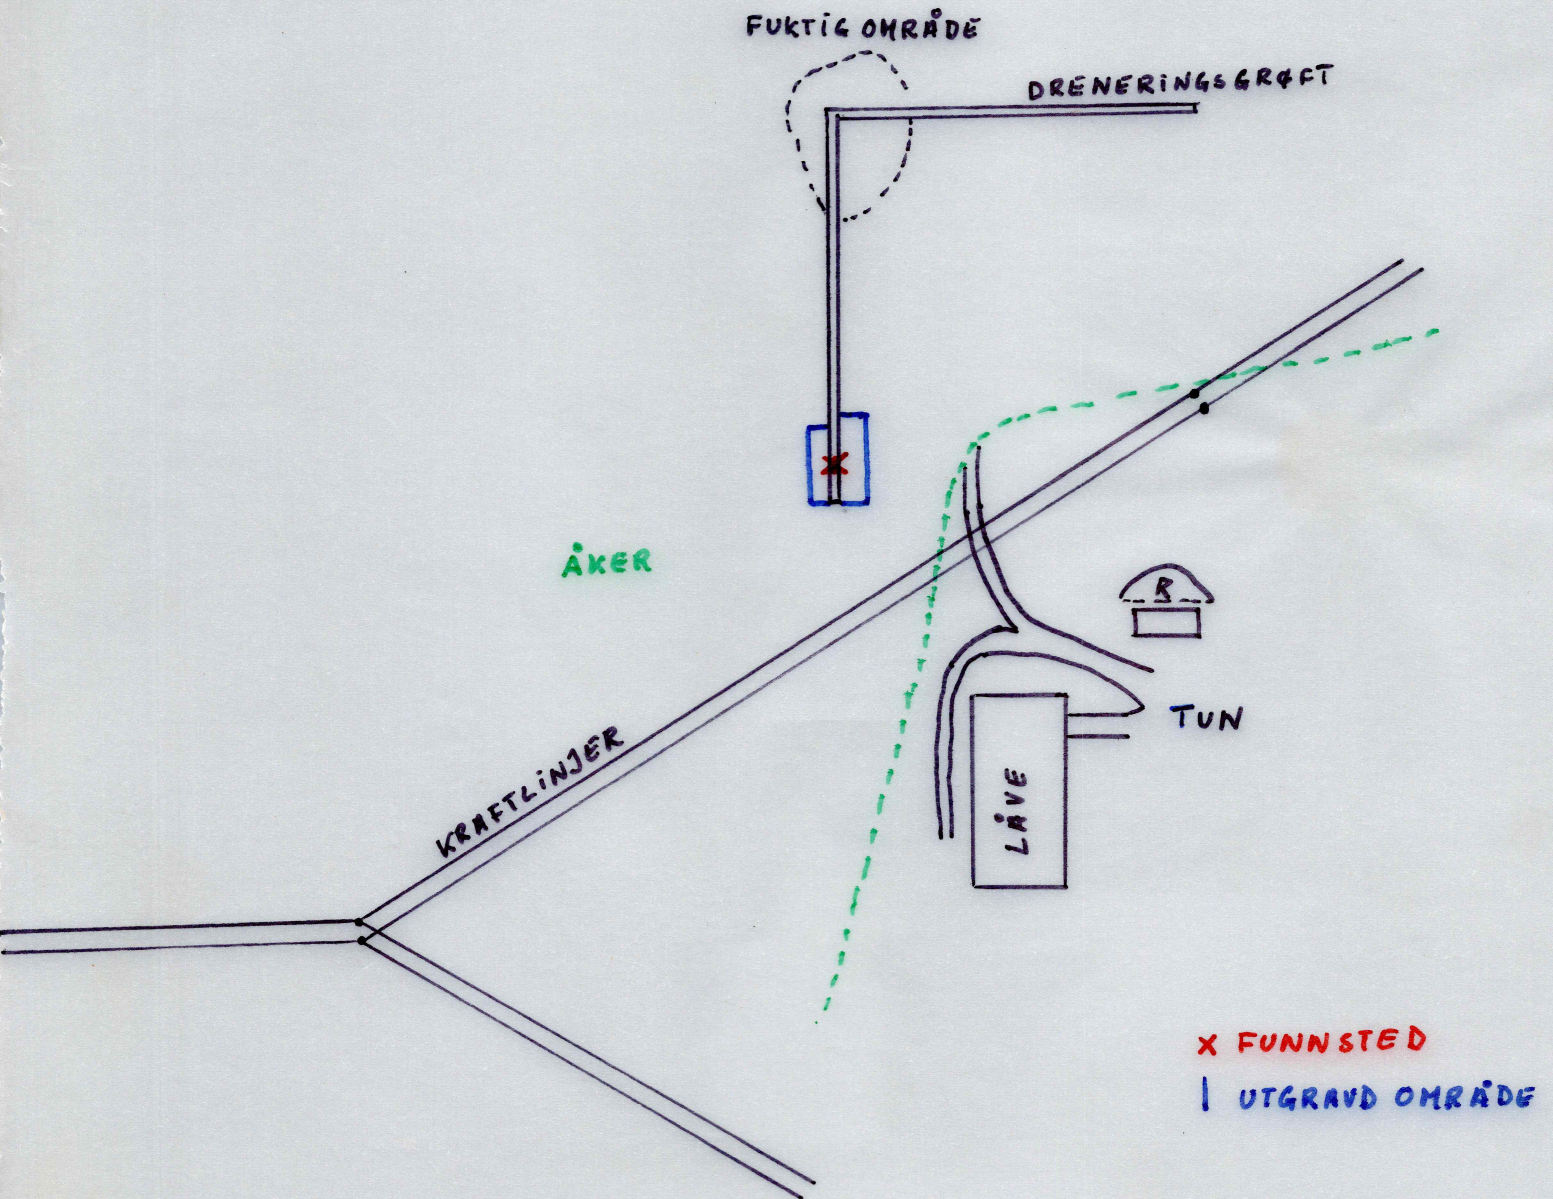 FUKTIG OMRÅDE
DRENERINGSGRØFT
ÅKER
R
TUN
KRAFTLINJER
LÅVE
x FUNNSTED
| UTGRAVD OMRÅDE